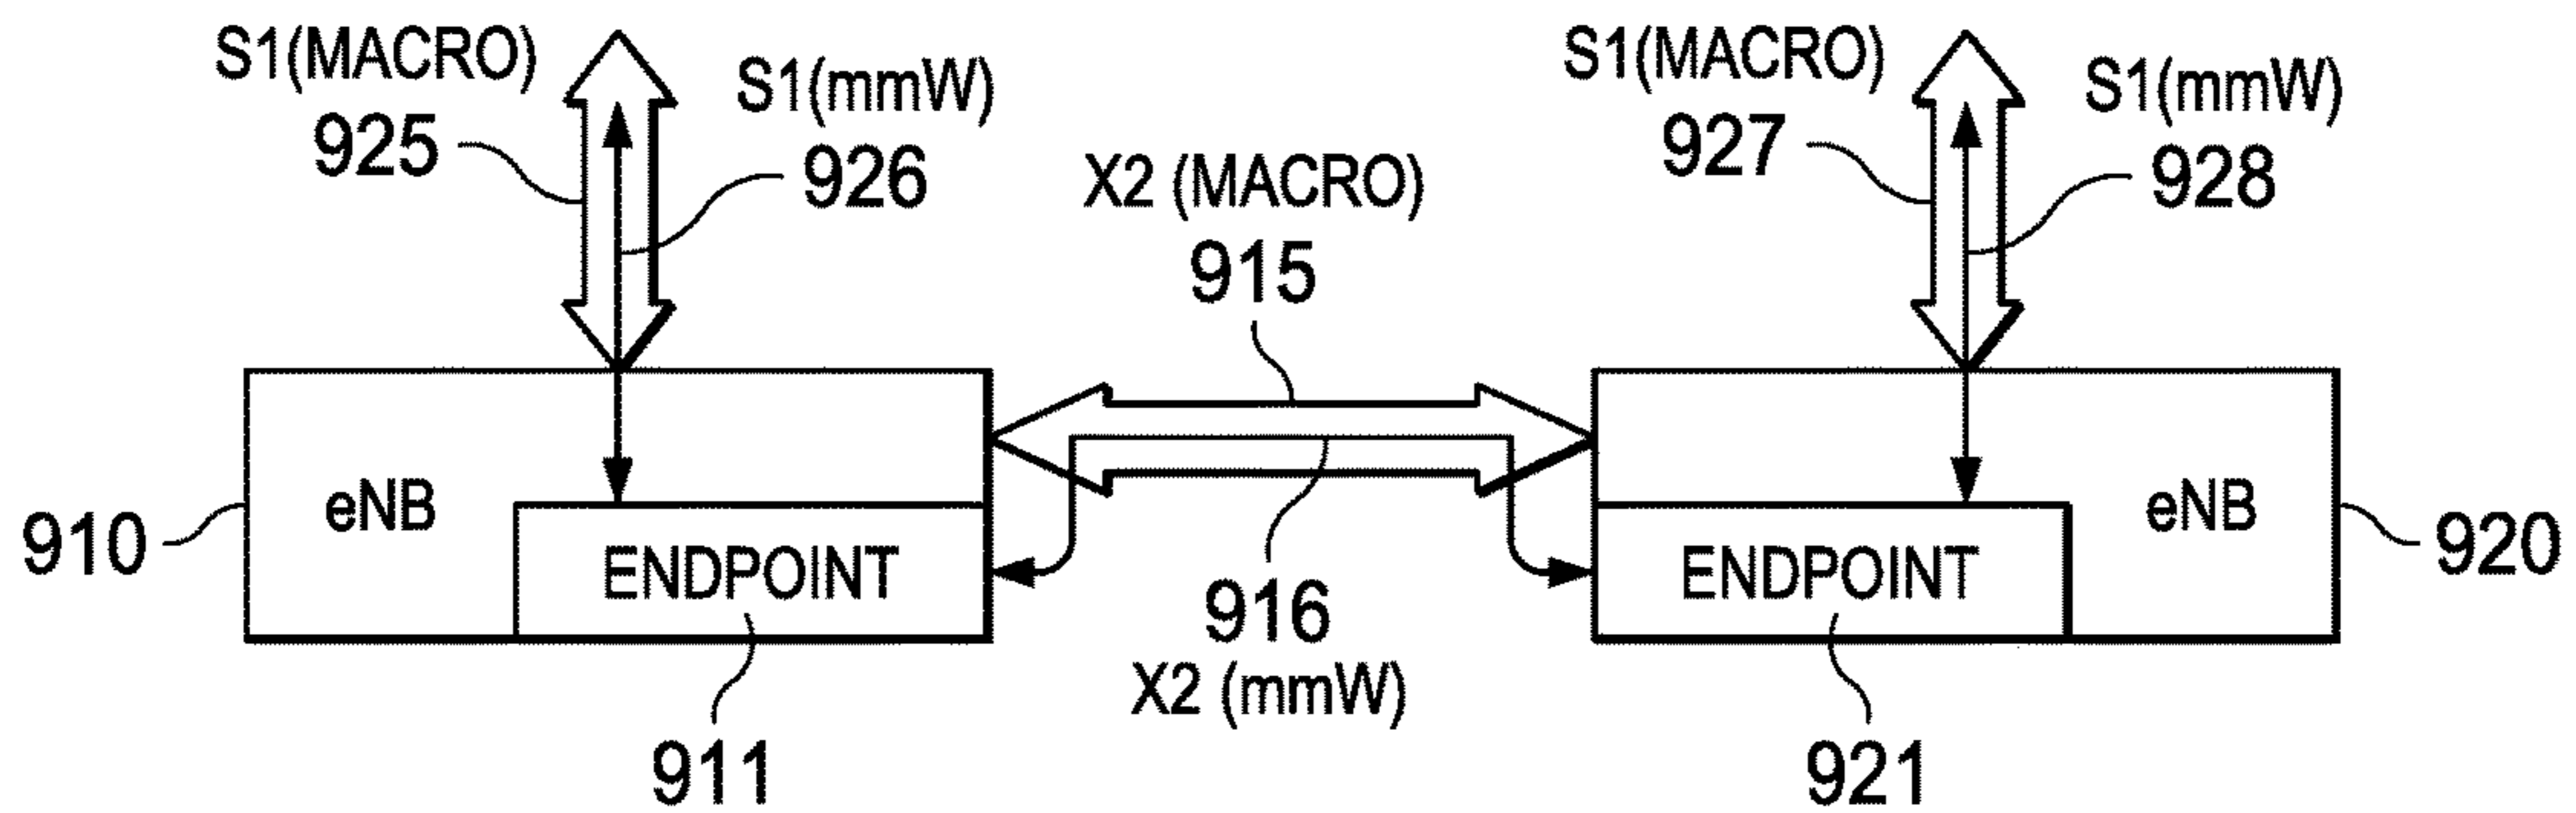 S1(MACRO)
925
S1(mmW)
926
X2 (MACRO)
915
S1(MACRO)
927
S1(mmW)
928
910
eNB
ENDPOINT
911
916
X2 (mmW)
ENDPOINT
921
eNB
920